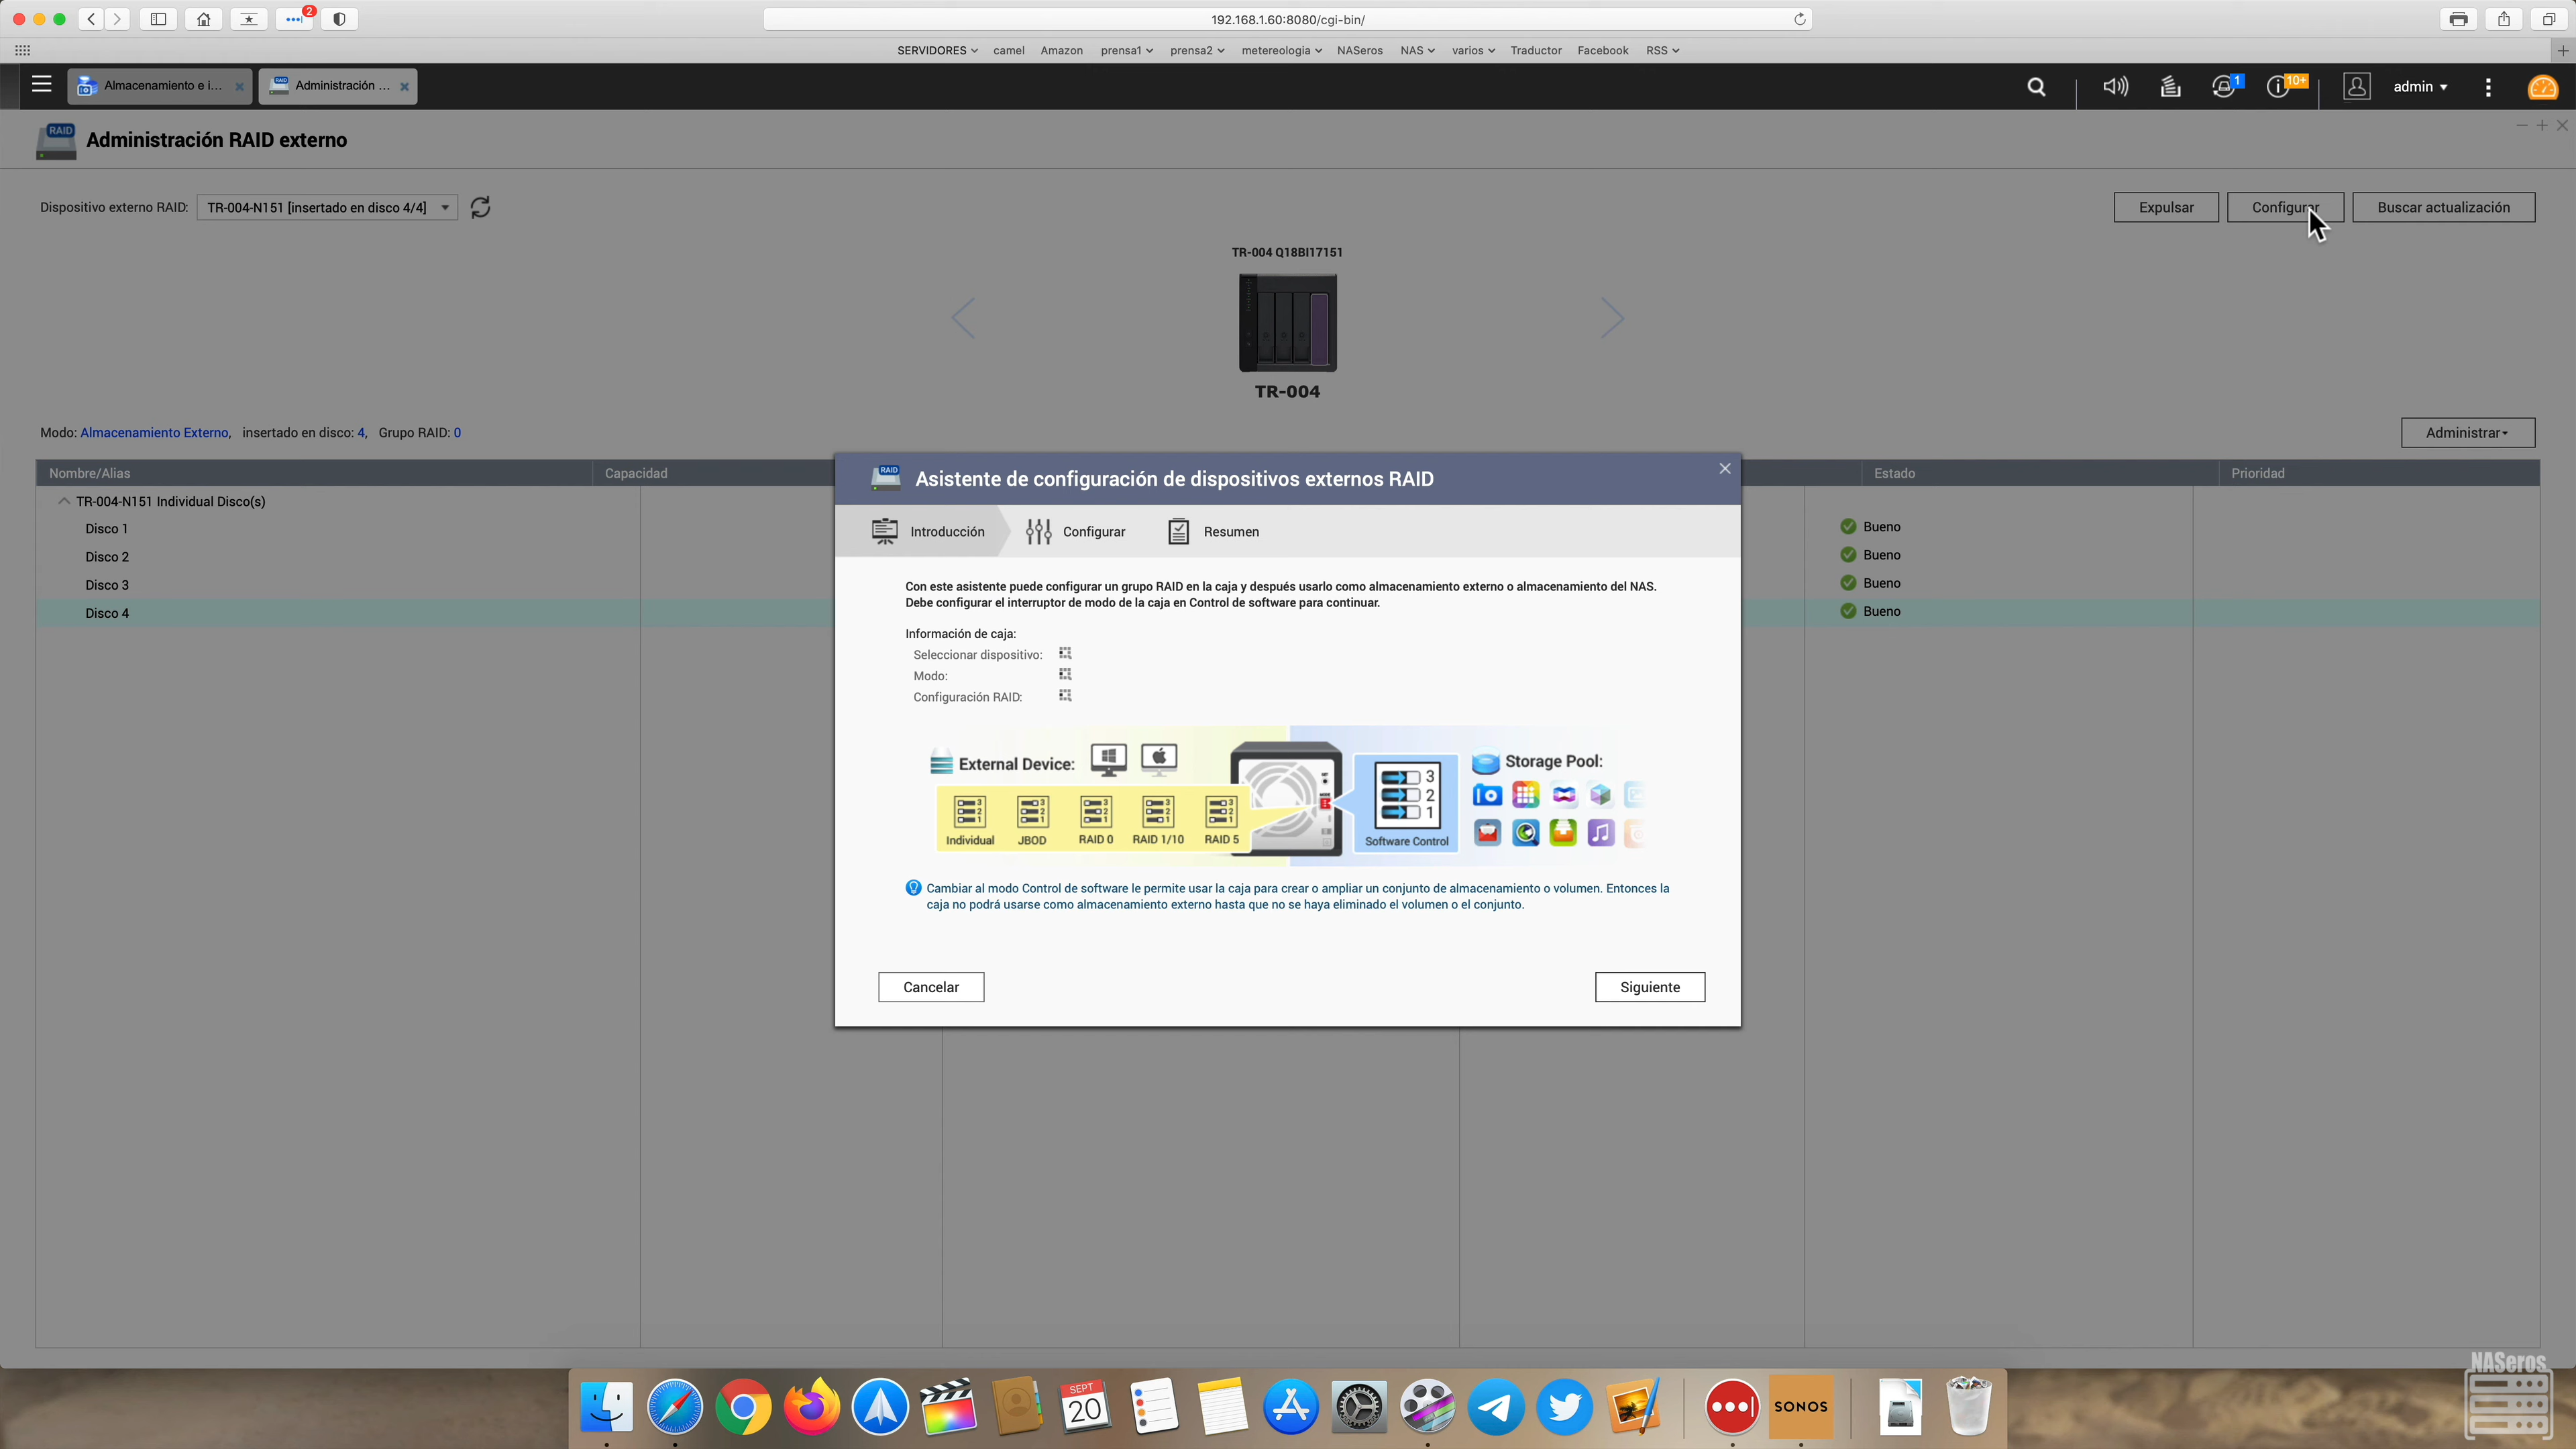 2
192.168.1.60:8080/cgi-bin/
SERVIDORES camel Amazon prensa1 prensa2 metereologia NASeros NAS varios Traductor Facebook RSS
Almacenamiento e i... Administración ... 1 10+ admin
RAID Administración RAID externo
Dispositivo externo RAID: TR-004-N151 [insertado en disco 4/4] Expulsar Configurar Buscar actualización
TR-004 Q18BI17151
TR-004
Modo: Almacenamiento Externo, insertado en disco: 4, Grupo RAID: 0 Administrar
Nombre/Alias Capacidad Estado Prioridad
TR-004-N151 Individual Disco(s)
Disco 1 Bueno
Disco 2 Bueno
Disco 3 Bueno
Disco 4 Bueno
RAID Asistente de configuración de dispositivos externos RAID
Introducción Configurar Resumen
Con este asistente puede configurar un grupo RAID en la caja y después usarlo como almacenamiento externo o almacenamiento del NAS.
Debe configurar el interruptor de modo de la caja en Control de software para continuar.
Información de caja:
Seleccionar dispositivo:
Modo:
Configuración RAID:
External Device: Storage Pool:
3
2
1
Individual JBOD RAID 0 RAID 1/10 RAID 5 Software Control
Cambiar al modo Control de software le permite usar la caja para crear o ampliar un conjunto de almacenamiento o volumen. Entonces la
caja no podrá usarse como almacenamiento externo hasta que no se haya eliminado el volumen o el conjunto.
Cancelar Siguiente
SEPT
20
SONOS
NASeros